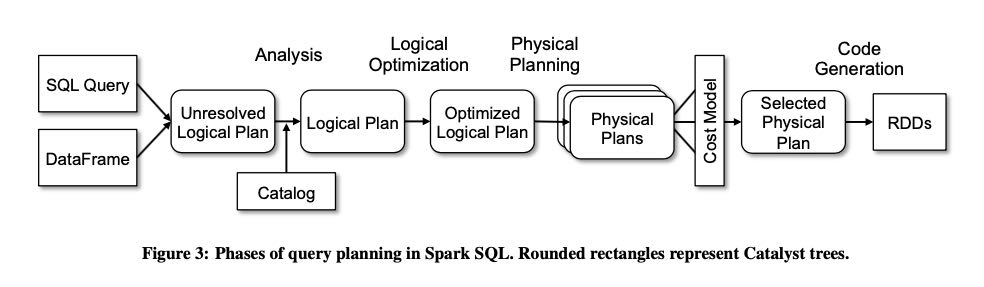 Analysis
Logical
Optimization
Physical
Planning
Code
Generation
SQL Query
DataFrame
Unresolved
Logical Plan
Catalog
Logical Plan
Optimized
Logical Plan
Physical
Plans
Cost Model
Selected
Physical
Plan
RDDs
Figure 3: Phases of query planning in Spark SQL. Rounded rectangles represent Catalyst trees.